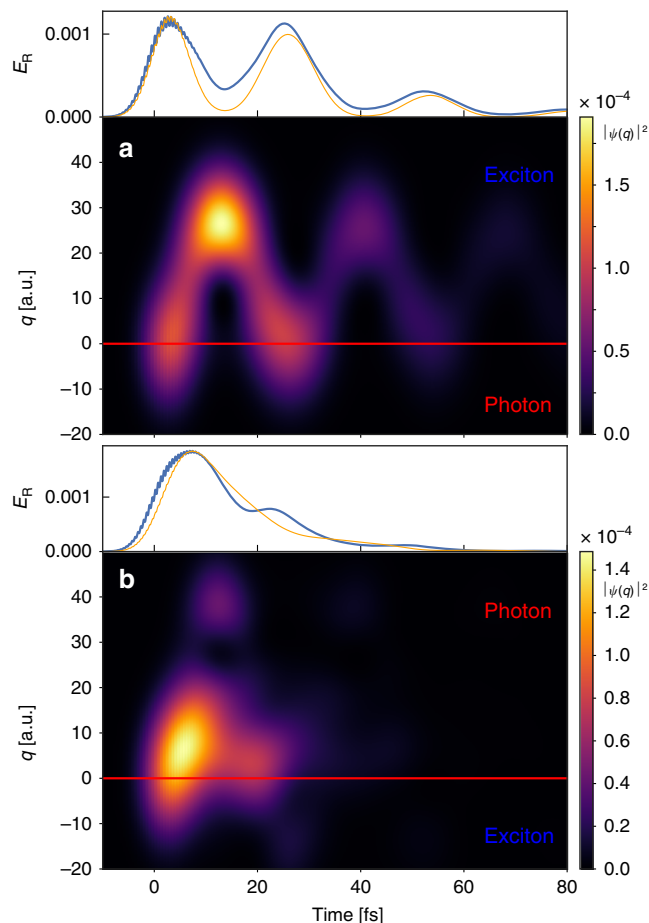 0.001
E_R
0.000
× 10⁻⁴
a
|ψ(q)|²
Exciton
40
30
20
10
0
−10
−20
q [a.u.]
Photon
1.5
1.0
0.5
0.0
0.001
E_R
0.000
× 10⁻⁴
b
|ψ(q)|²
Photon
40
30
20
10
0
−10
−20
q [a.u.]
Exciton
1.4
1.2
1.0
0.8
0.6
0.4
0.2
0.0
0 20 40 60 80
Time [fs]